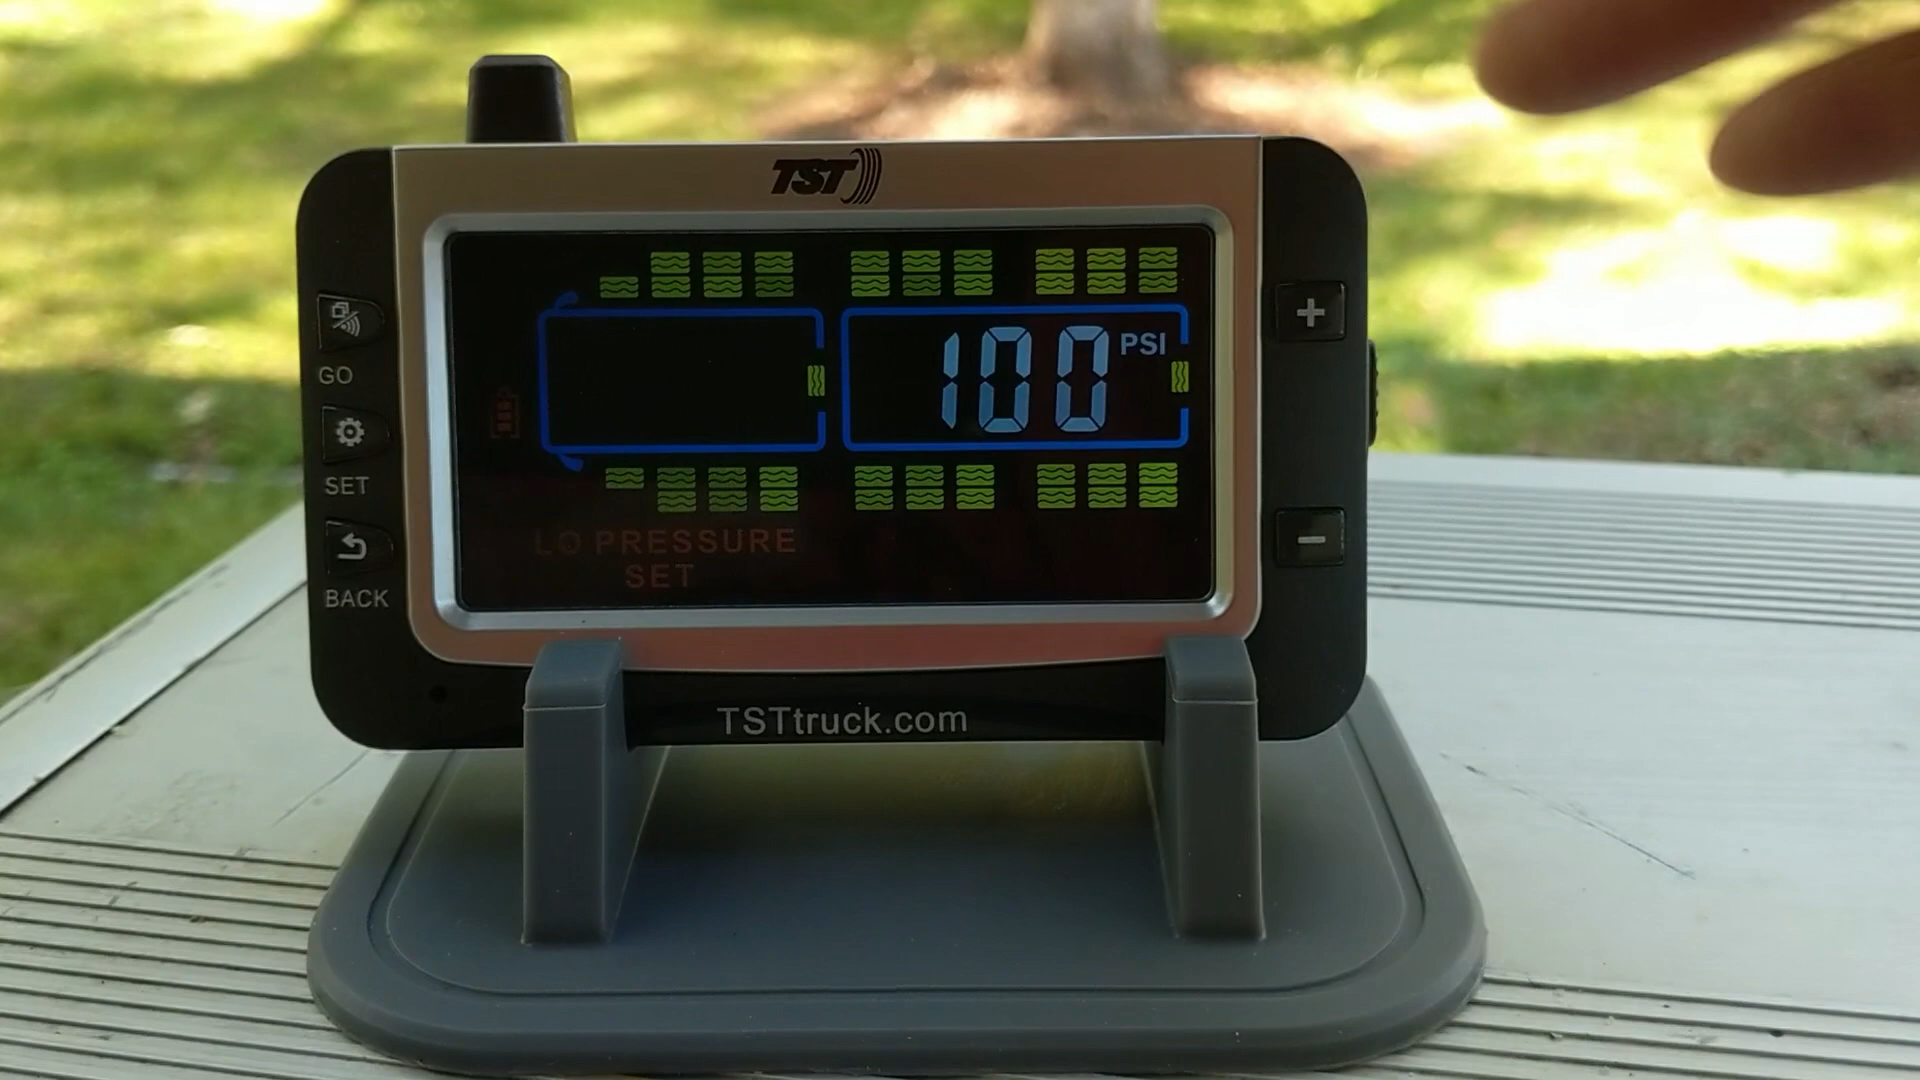 TST
100 PSI
GO
SET
BACK
LO PRESSURE
SET
+
-
TSTtruck.com